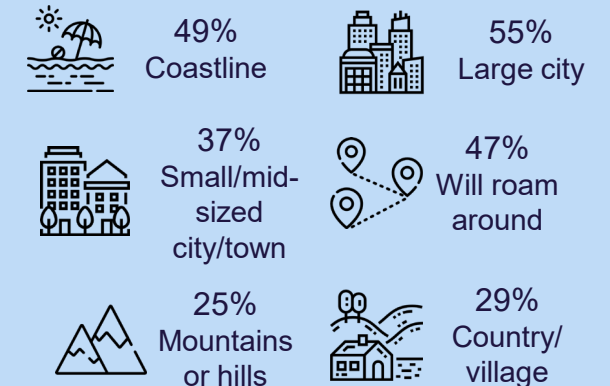 49%
Coastline
55%
Large city
37%
Small/mid-
sized
city/town
47%
Will roam
around
25%
Mountains
or hills
29%
Country/
village